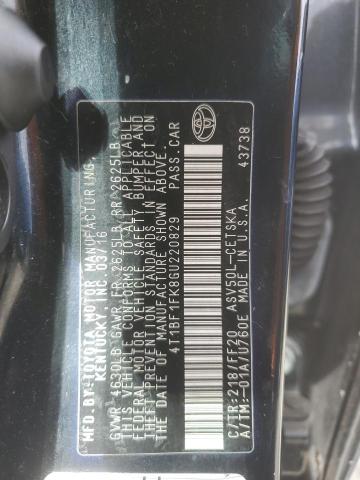 MFD.BY:TOYOTA MOTOR MANUFACTURING,
KENTUCKY, INC. 03/16
GVWR 4630LB GAWR FR 2625LB RR 2625LB
THIS VEHICLE CONFORMS TO ALL APPLICABLE
FEDERAL MOTOR VEHICLE SAFETY, BUMPER, AND
THEFT PREVENTION STANDARDS IN EFFECT ON
THE DATE OF MANUFACTURE SHOWN ABOVE.
4T1BF1FK8GU220829 PASS.CAR
C/TR:218/FF20 ASV50L-CETSKA
A/TM:-01A/U760E MADE IN U.S.A.
43738